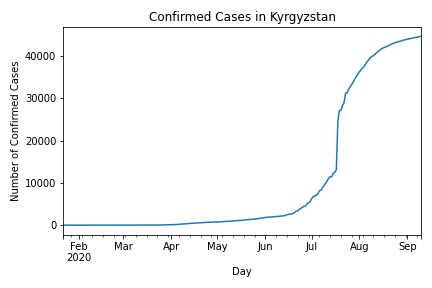 Confirmed Cases in Kyrgyzstan
Number of Confirmed Cases
40000
30000
20000
10000
0
Feb Mar Apr May Jun Jul Aug Sep
2020
Day